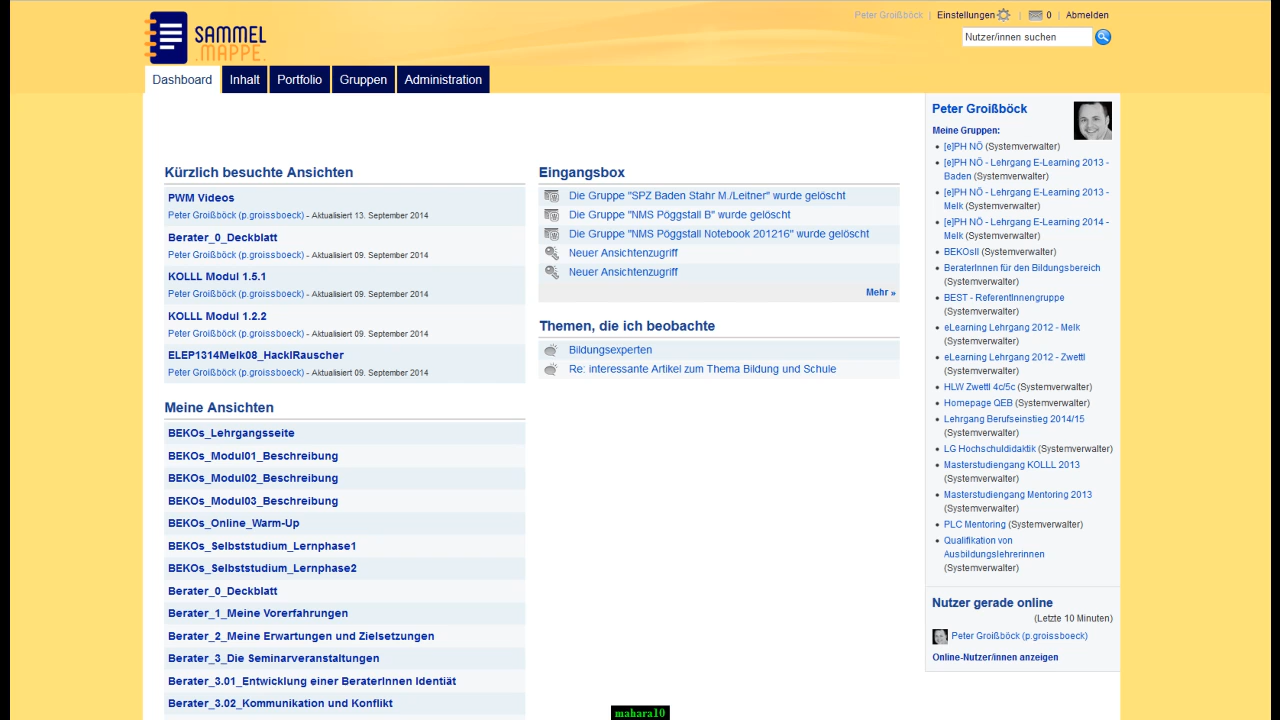 SAMMEL
.MAPPE.
Peter Groißböck | Einstellungen | 0 | Abmelden
Nutzer/innen suchen
Dashboard Inhalt Portfolio Gruppen Administration
Kürzlich besuchte Ansichten
PWM Videos
Peter Groißböck (p.groissboeck) - Aktualisiert 13. September 2014
Berater_0_Deckblatt
Peter Groißböck (p.groissboeck) - Aktualisiert 09. September 2014
KOLLL Modul 1.5.1
Peter Groißböck (p.groissboeck) - Aktualisiert 09. September 2014
KOLLL Modul 1.2.2
Peter Groißböck (p.groissboeck) - Aktualisiert 09. September 2014
ELEP1314Melk08_HacklRauscher
Peter Groißböck (p.groissboeck) - Aktualisiert 09. September 2014
Meine Ansichten
BEKOs_Lehrgangsseite
BEKOs_Modul01_Beschreibung
BEKOs_Modul02_Beschreibung
BEKOs_Modul03_Beschreibung
BEKOs_Online_Warm-Up
BEKOs_Selbststudium_Lernphase1
BEKOs_Selbststudium_Lernphase2
Berater_0_Deckblatt
Berater_1_Meine Vorerfahrungen
Berater_2_Meine Erwartungen und Zielsetzungen
Berater_3_Die Seminarveranstaltungen
Berater_3.01_Entwicklung einer BeraterInnen Identiät
Berater_3.02_Kommunikation und Konflikt
Eingangsbox
Die Gruppe "SPZ Baden Stahr M./Leitner" wurde gelöscht
Die Gruppe "NMS Pöggstall B" wurde gelöscht
Die Gruppe "NMS Pöggstall Notebook 201216" wurde gelöscht
Neuer Ansichtenzugriff
Neuer Ansichtenzugriff
Mehr »
Themen, die ich beobachte
Bildungsexperten
Re: interessante Artikel zum Thema Bildung und Schule
Peter Groißböck
Meine Gruppen:
[e]PH NÖ (Systemverwalter)
[e]PH NÖ - Lehrgang E-Learning 2013 -
Baden (Systemverwalter)
[e]PH NÖ - Lehrgang E-Learning 2013 -
Melk (Systemverwalter)
[e]PH NÖ - Lehrgang E-Learning 2014 -
Melk (Systemverwalter)
BEKOsII (Systemverwalter)
BeraterInnen für den Bildungsbereich
(Systemverwalter)
BEST - ReferentInnengruppe
(Systemverwalter)
eLearning Lehrgang 2012 - Melk
(Systemverwalter)
eLearning Lehrgang 2012 - Zwettl
(Systemverwalter)
HLW Zwettl 4c/5c (Systemverwalter)
Homepage QEB (Systemverwalter)
Lehrgang Berufseinstieg 2014/15
(Systemverwalter)
LG Hochschuldidaktik (Systemverwalter)
Masterstudiengang KOLLL 2013
(Systemverwalter)
Masterstudiengang Mentoring 2013
(Systemverwalter)
PLC Mentoring (Systemverwalter)
Qualifikation von
Ausbildungslehrerinnen
(Systemverwalter)
Nutzer gerade online
(Letzte 10 Minuten)
Peter Groißböck (p.groissboeck)
Online-Nutzer/innen anzeigen
mahara10